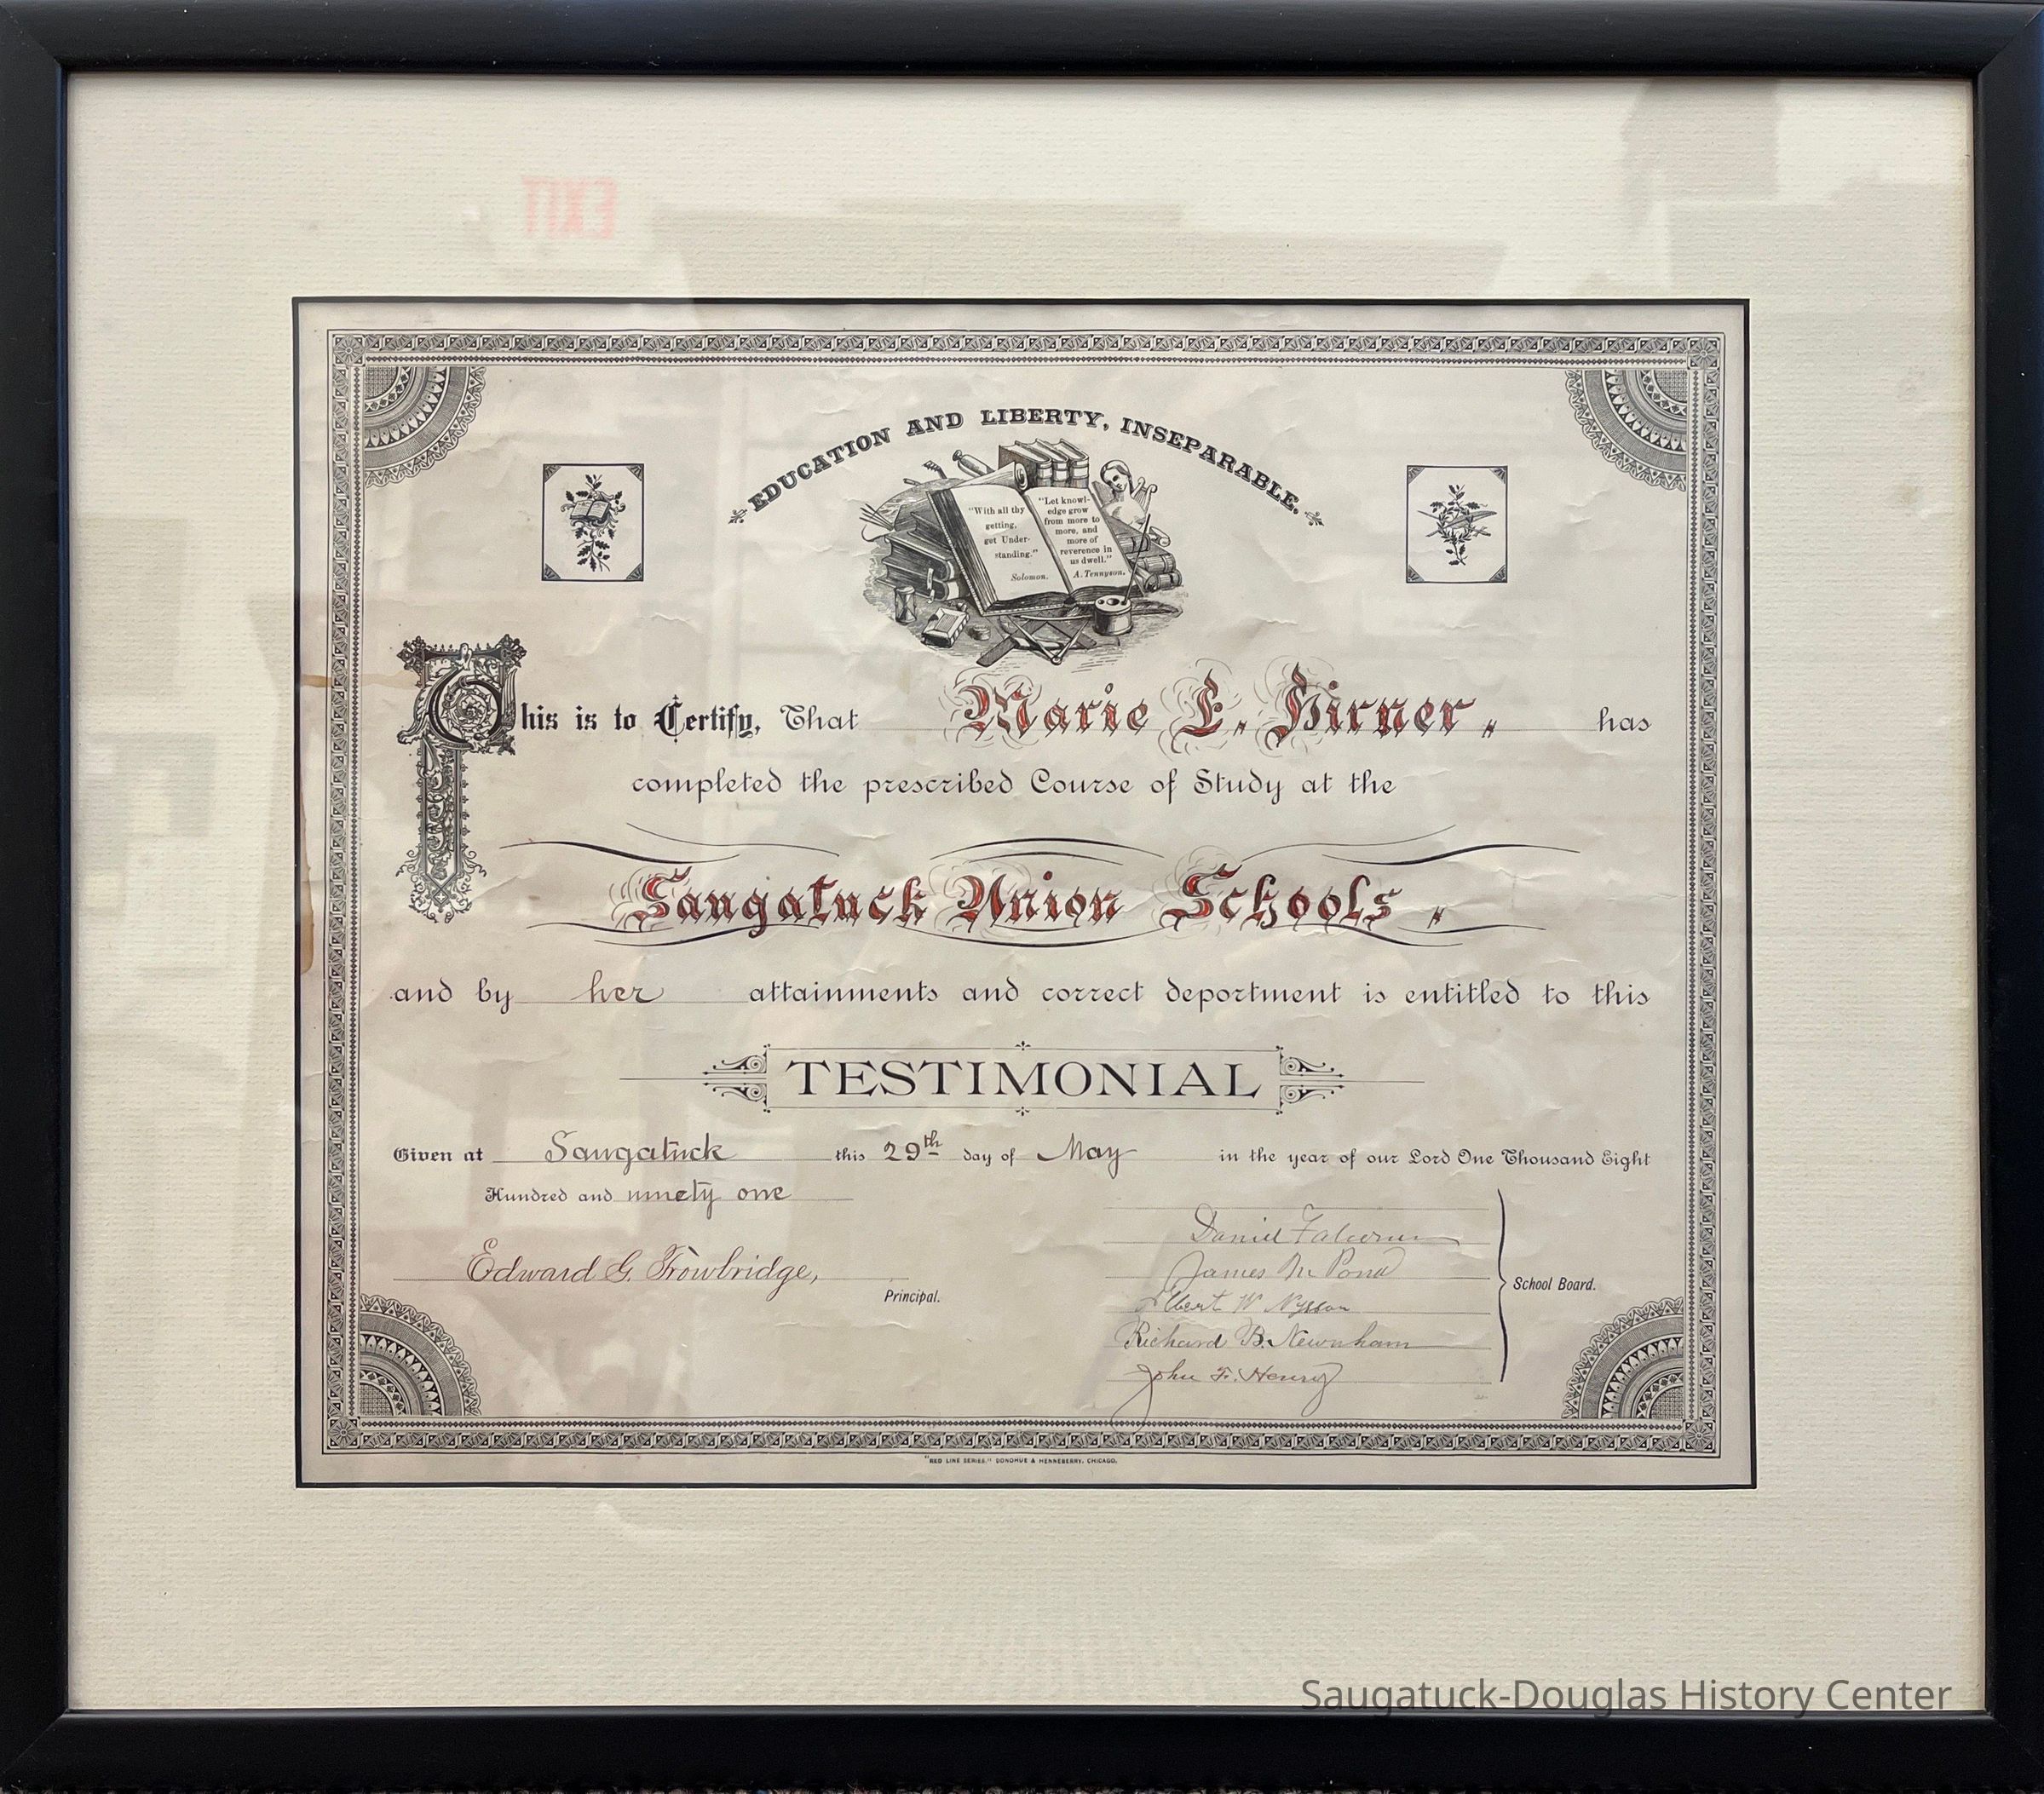 EXIT
EDUCATION AND LIBERTY, INSEPARABLE.
"With all thy
getting,
get Under-
standing."
Solomon.
"Let knowl-
edge grow
from more to
more, and
more of
reverence in
us dwell."
A. Tennyson.
This is to Certify, That Marie L. Hirner, has
completed the prescribed Course of Study at the
Saugatuck Union Schools,
and by her attainments and correct deportment is entitled to this
TESTIMONIAL
Given at Saugatuck this 29th day of May in the year of our Lord One Thousand Eight
Hundred and ninety one
Daniel
James M Pond
Edward G. Trowbridge,
Principal.
School Board.
W
Richard B. Newnham
John F. Henry
"RED LINE SERIES." DONOHUE & HENNEBERRY, CHICAGO.
Saugatuck-Douglas History Center